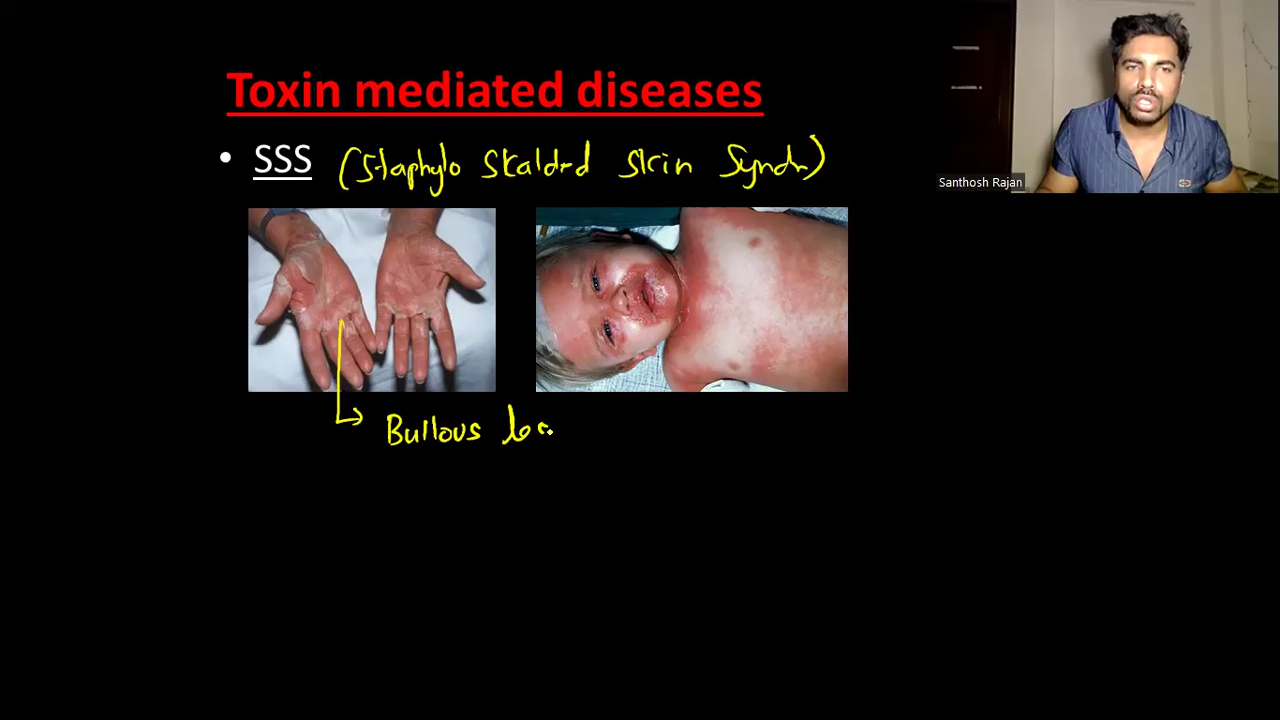 Toxin mediated diseases
• SSS (Staphylo Skalded Skin Syndr)
Santhosh Rajan
Bullous